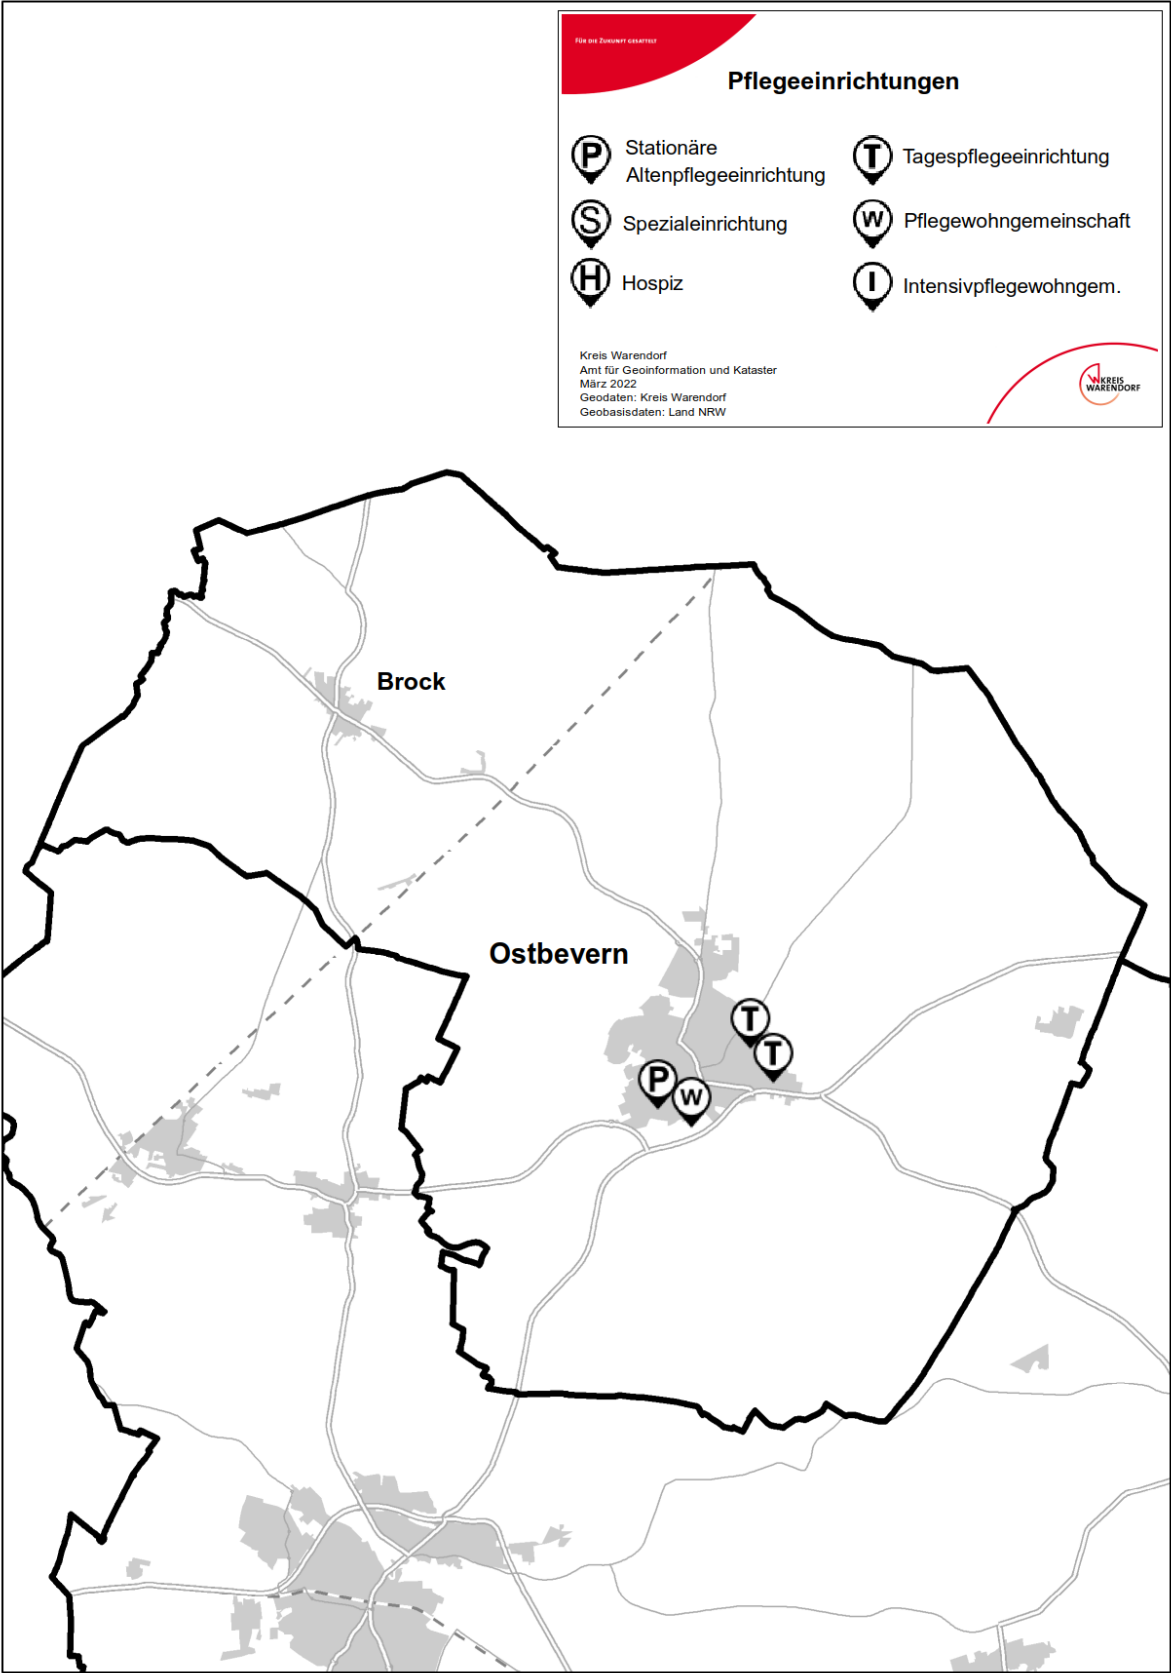 FÜR DIE ZUKUNFT GESATTELT
Pflegeeinrichtungen
P Stationäre
Altenpflegeeinrichtung
T Tagespflegeeinrichtung
S Spezialeinrichtung
W Pflegewohngemeinschaft
H Hospiz
I Intensivpflegewohngem.
Kreis Warendorf
Amt für Geoinformation und Kataster
März 2022
Geodaten: Kreis Warendorf
Geobasisdaten: Land NRW
KREIS
WARENDORF
Brock
Ostbevern
T
T
P
W